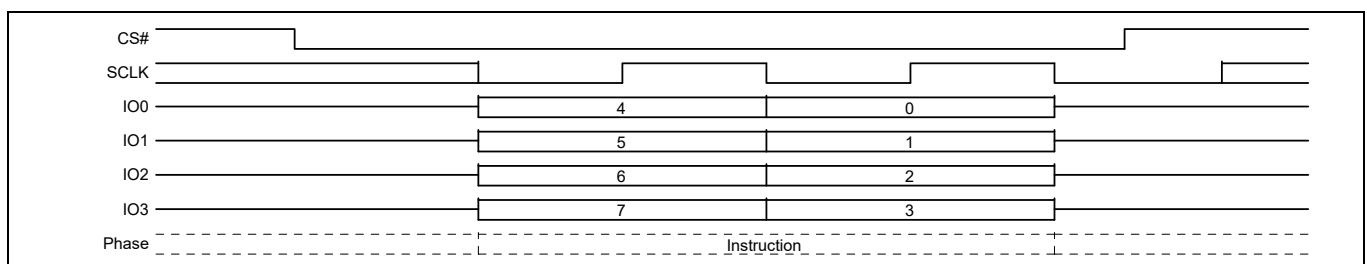 CS#
SCLK
IO0 4 0
IO1 5 1
IO2 6 2
IO3 7 3
Phase Instruction